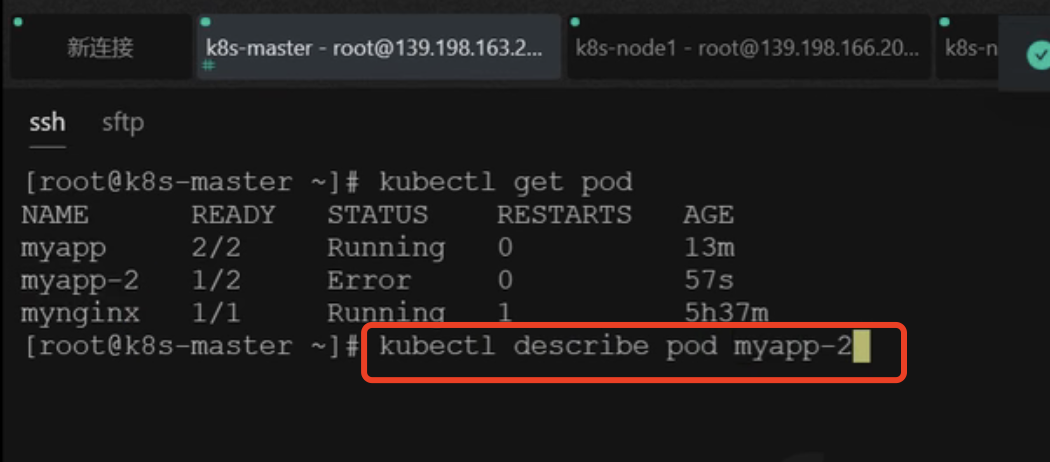 新连接 k8s-master - root@139.198.163.2... k8s-node1 - root@139.198.166.20... k8s-n
ssh sftp
[root@k8s-master ~]# kubectl get pod
NAME READY STATUS RESTARTS AGE
myapp 2/2 Running 0 13m
myapp-2 1/2 Error 0 57s
mynginx 1/1 Running 1 5h37m
[root@k8s-master ~]# kubectl describe pod myapp-2